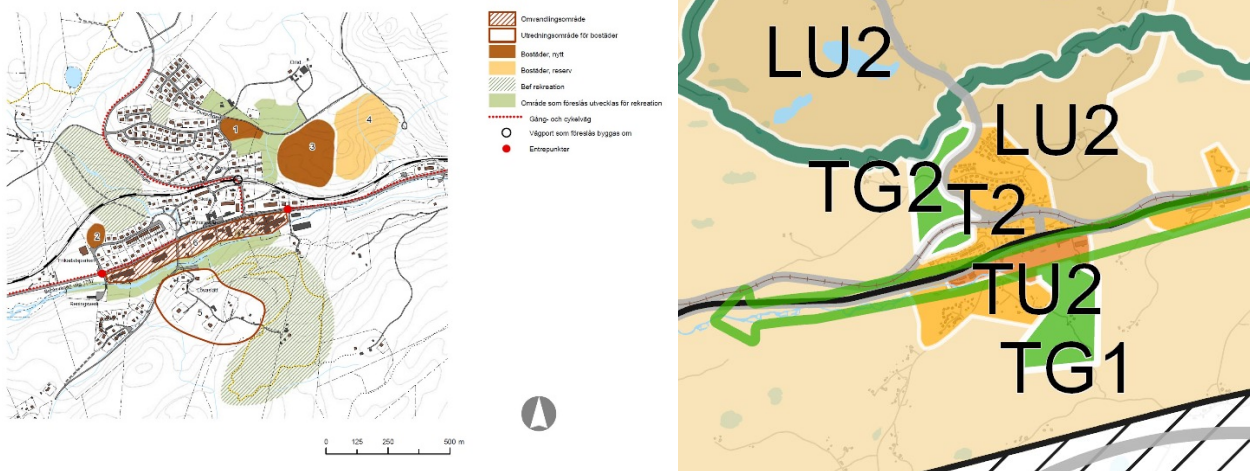 Omvandlingsområde
Utredningsområde för bostäder
Bostäder, nytt
Bostäder, reserv
Bef rekreation
Område som föreslås utvecklas för rekreation
Gång- och cykelväg
Vägport som föreslås byggas om
Entrepunkter
1
4
3
2
6
5
0 125 250 500 m
LU2
LU2
TG2
T2
TU2
TG1